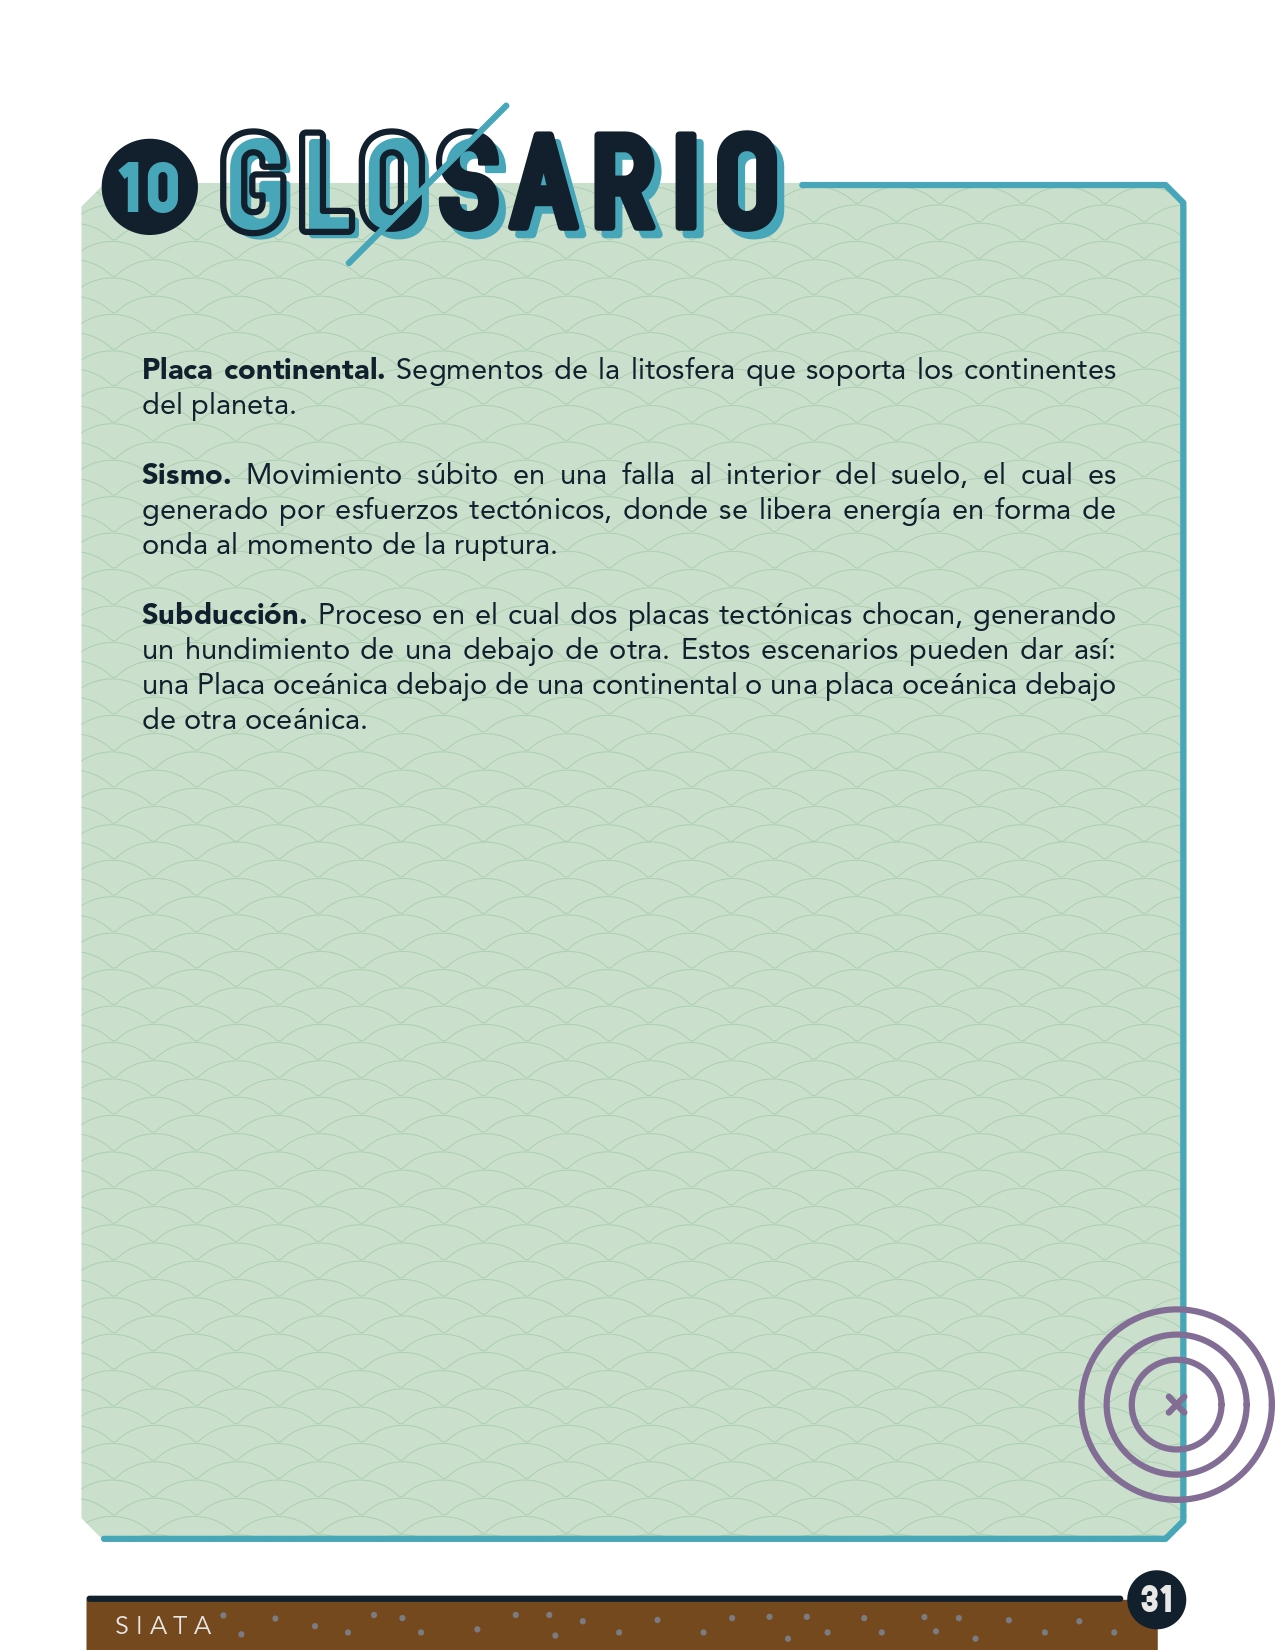 10 GLOSARIO
Placa continental. Segmentos de la litosfera que soporta los continentes
del planeta.
Sismo. Movimiento súbito en una falla al interior del suelo, el cual es
generado por esfuerzos tectónicos, donde se libera energía en forma de
onda al momento de la ruptura.
Subducción. Proceso en el cual dos placas tectónicas chocan, generando
un hundimiento de una debajo de otra. Estos escenarios pueden dar así:
una Placa oceánica debajo de una continental o una placa oceánica debajo
de otra oceánica.
31
SIATA